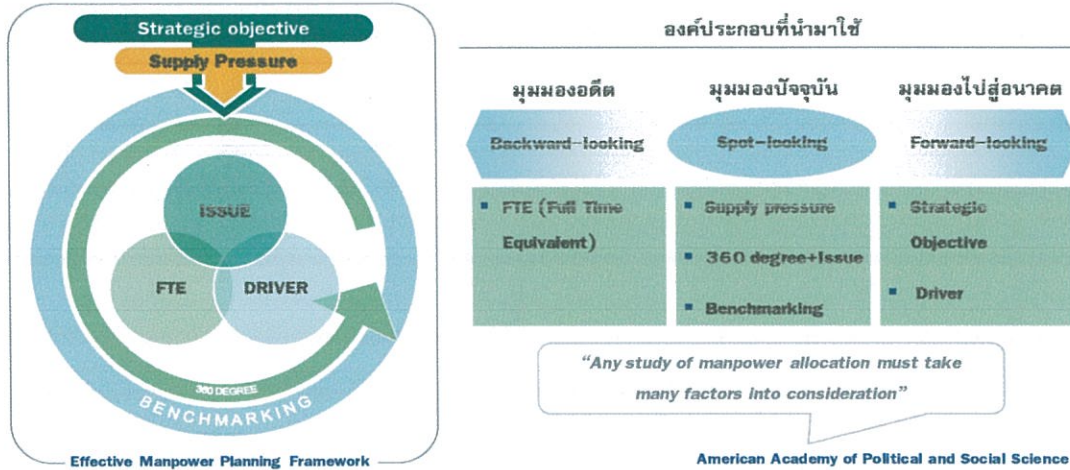 Strategic objective
Supply Pressure
ISSUE
FTE
DRIVER
360 DEGREE
BENCHMARKING
Effective Manpower Planning Framework
องค์ประกอบที่นำมาใช้
มุมมองอดีต
มุมมองปัจจุบัน
มุมมองไปสู่อนาคต
Backward-looking
Spot-looking
Forward-looking
▪ FTE (Full Time
Equivalent)
▪ Supply pressure
▪ 360 degree+Issue
▪ Benchmarking
▪ Strategic
Objective
▪ Driver
“Any study of manpower allocation must take
many factors into consideration”
American Academy of Political and Social Science